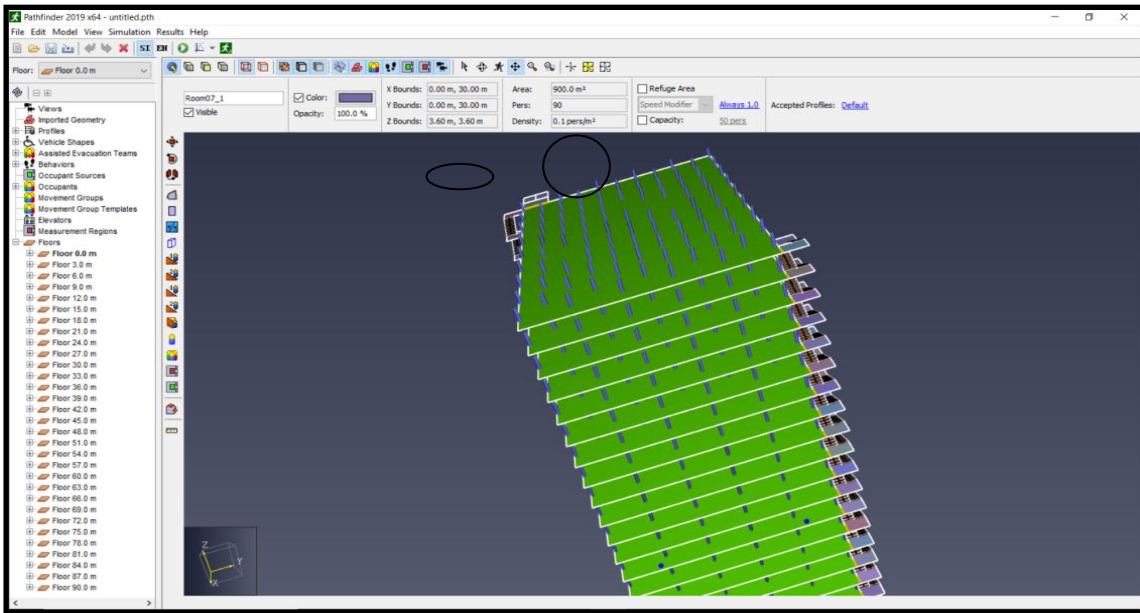 Pathfinder 2019 x64 - untitled.pth
File Edit Model View Simulation Results Help
SI EN
Floor: Floor 0.0 m
Room07_1
Visible
Color:
Opacity: 100.0 %
X Bounds: 0.00 m, 30.00 m
Y Bounds: 0.00 m, 30.00 m
Z Bounds: 3.60 m, 3.60 m
Area: 900.0 m²
Pers: 90
Density: 0.1 pers/m²
Refuge Area
Speed Modifier Always 1.0
Capacity: 50 pers
Accepted Profiles: Default
Views
Imported Geometry
Profiles
Vehicle Shapes
Assisted Evacuation Teams
Behaviors
Occupant Sources
Occupants
Movement Groups
Movement Group Templates
Elevators
Measurement Regions
Floors
Floor 0.0 m
Floor 3.0 m
Floor 6.0 m
Floor 9.0 m
Floor 12.0 m
Floor 15.0 m
Floor 18.0 m
Floor 21.0 m
Floor 24.0 m
Floor 27.0 m
Floor 30.0 m
Floor 33.0 m
Floor 36.0 m
Floor 39.0 m
Floor 42.0 m
Floor 45.0 m
Floor 48.0 m
Floor 51.0 m
Floor 54.0 m
Floor 57.0 m
Floor 60.0 m
Floor 63.0 m
Floor 66.0 m
Floor 69.0 m
Floor 72.0 m
Floor 75.0 m
Floor 78.0 m
Floor 81.0 m
Floor 84.0 m
Floor 87.0 m
Floor 90.0 m
Z
Y
X